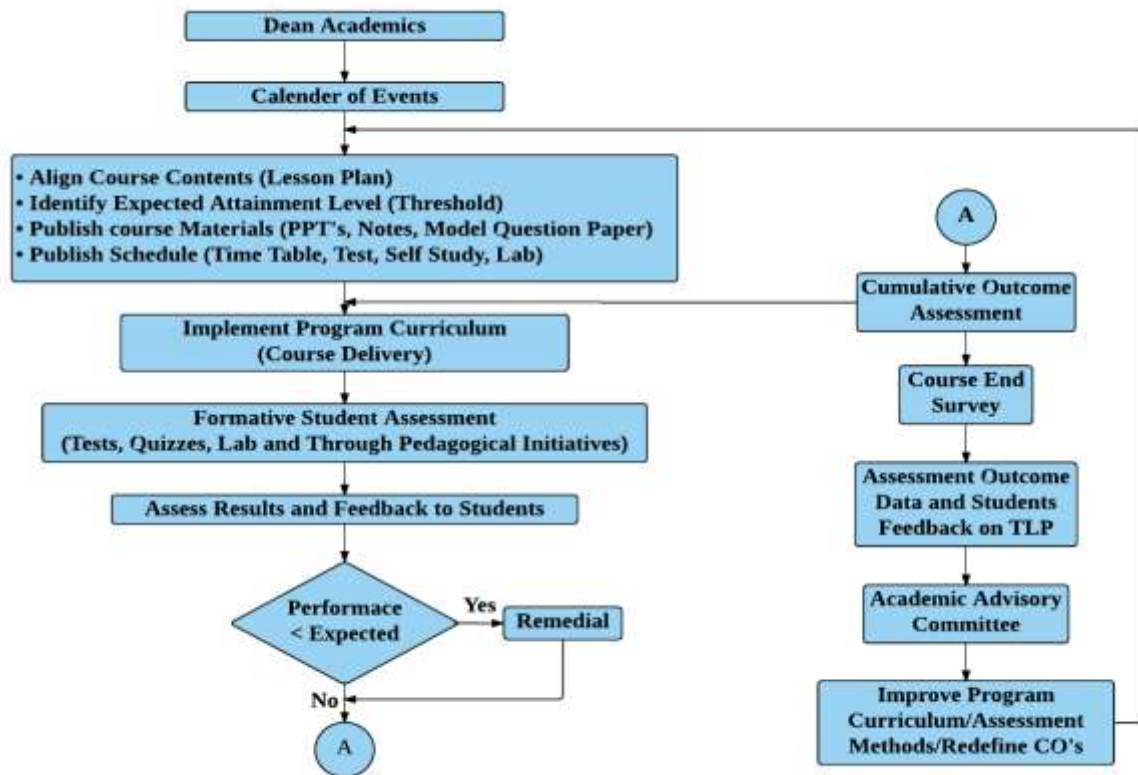 Dean Academics
Calender of Events
• Align Course Contents (Lesson Plan)
• Identify Expected Attainment Level (Threshold)
• Publish course Materials (PPT's, Notes, Model Question Paper)
• Publish Schedule (Time Table, Test, Self Study, Lab)
Implement Program Curriculum
(Course Delivery)
Formative Student Assessment
(Tests, Quizzes, Lab and Through Pedagogical Initiatives)
Assess Results and Feedback to Students
Performace
< Expected
Yes
Remedial
No
A
A
Cumulative Outcome
Assessment
Course End
Survey
Assessment Outcome
Data and Students
Feedback on TLP
Academic Advisory
Committee
Improve Program
Curriculum/Assessment
Methods/Redefine CO's